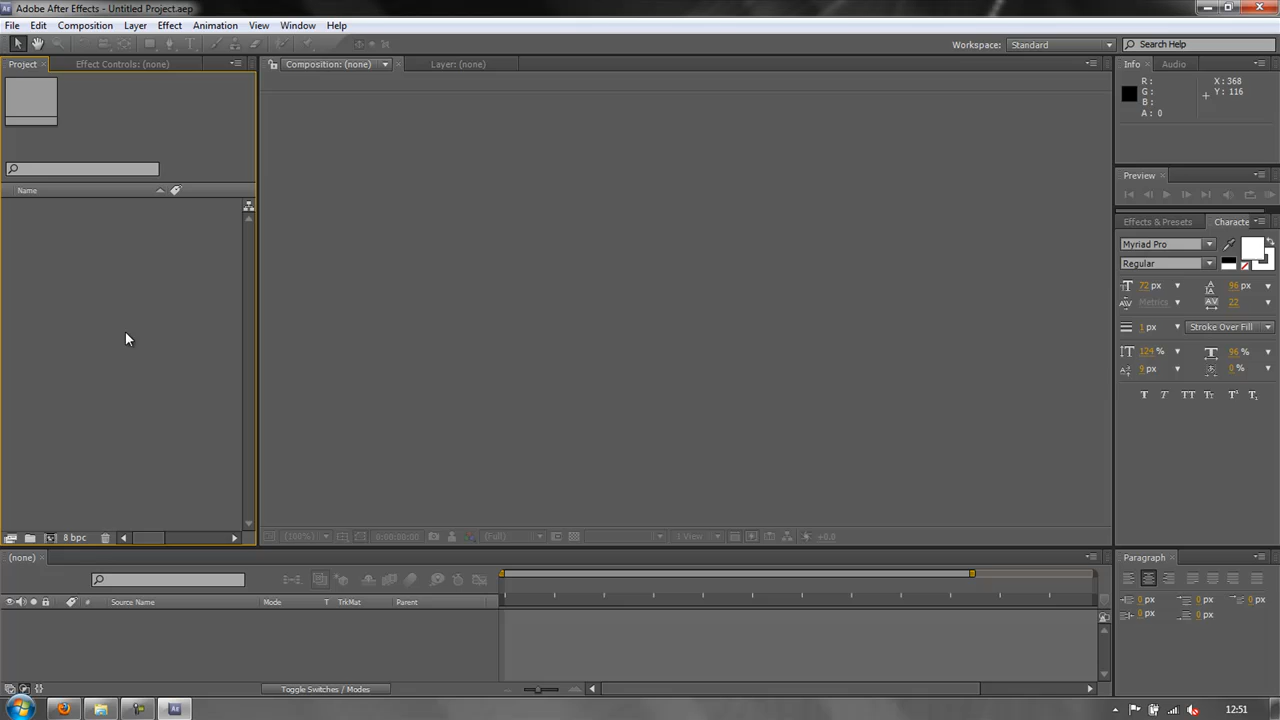 Adobe After Effects - Untitled Project.aep
File Edit Composition Layer Effect Animation View Window Help
Workspace: Standard Search Help
Project Effect Controls: (none) Composition: (none) Layer: (none) Info Audio
R: X: 368
G: Y: 116
B:
A: 0
Preview
Name
Effects & Presets Characte
Myriad Pro
Regular
72 px 96 px
Metrics 22
1 px Stroke Over Fill
124 % 96 %
9 px 0 %
T T TT Tt T¹ T₁
8 bpc (100%) 0:00:00:00 (Full) 1 View +0.0
(none) Paragraph
Source Name Mode T TrkMat Parent
0 px 0 px 0 px
0 px 0 px
Toggle Switches / Modes
Ae 12:51